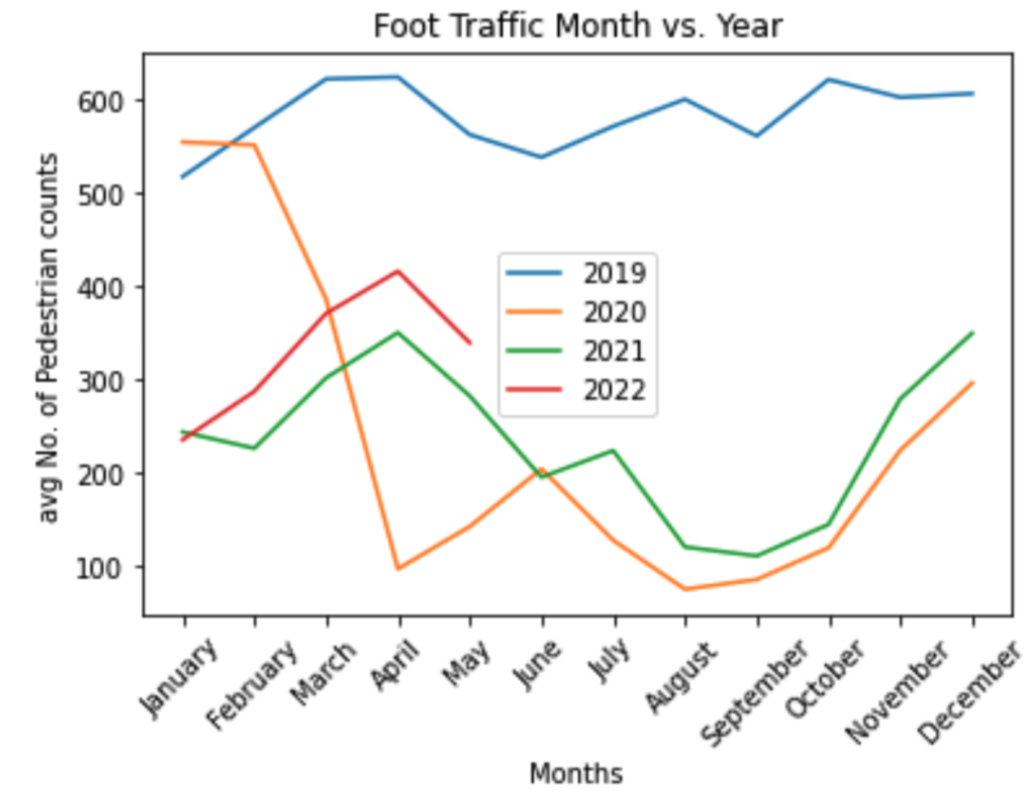 Foot Traffic Month vs. Year
avg No. of Pedestrian counts
600
500
400
300
200
100
2019
2020
2021
2022
January
February
March
April
May
June
July
August
September
October
November
December
Months